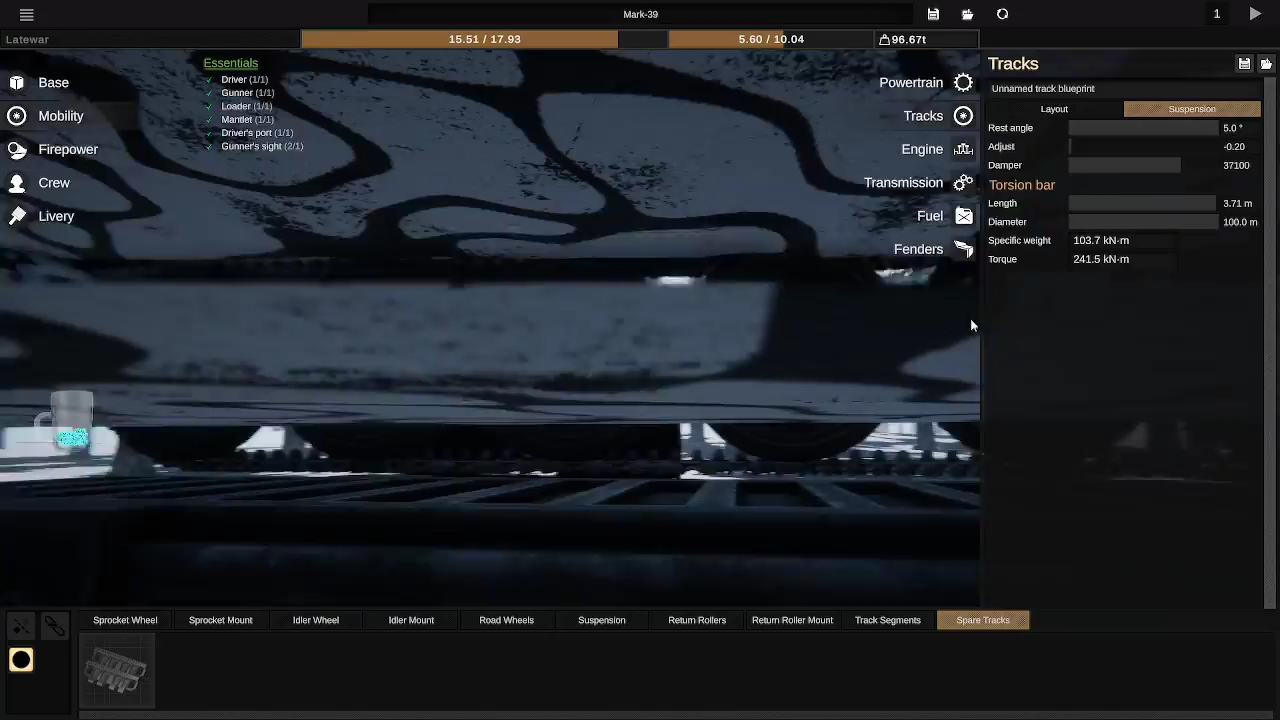 Mark-39
1
Latewar
15.51 / 17.93
5.60 / 10.04
96.67t
Essentials
Driver (1/1)
Gunner (1/1)
Loader (1/1)
Mantlet (1/1)
Driver's port (1/1)
Gunner's sight (2/1)
Base
Mobility
Firepower
Crew
Livery
Powertrain
Tracks
Engine
Transmission
Fuel
Fenders
Tracks
Unnamed track blueprint
Layout
Suspension
Rest angle 5.0 °
Adjust -0.20
Damper 37100
Torsion bar
Length 3.71 m
Diameter 100.0 m
Specific weight 103.7 kN·m
Torque 241.5 kN·m
Sprocket Wheel
Sprocket Mount
Idler Wheel
Idler Mount
Road Wheels
Suspension
Return Rollers
Return Roller Mount
Track Segments
Spare Tracks